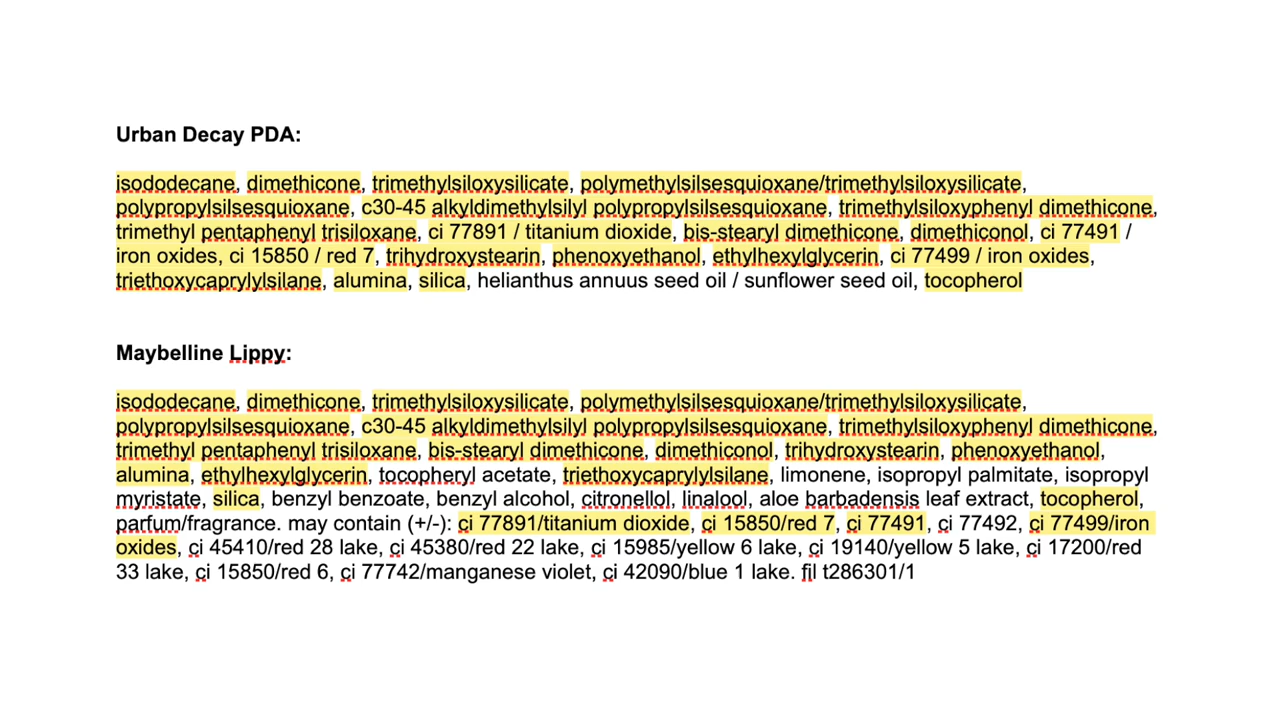 Urban Decay PDA:
isododecane, dimethicone, trimethylsiloxysilicate, polymethylsilsesquioxane/trimethylsiloxysilicate,
polypropylsilsesquioxane, c30-45 alkyldimethylsilyl polypropylsilsesquioxane, trimethylsiloxyphenyl dimethicone,
trimethyl pentaphenyl trisiloxane, ci 77891 / titanium dioxide, bis-stearyl dimethicone, dimethiconol, ci 77491 /
iron oxides, ci 15850 / red 7, trihydroxystearin, phenoxyethanol, ethylhexylglycerin, ci 77499 / iron oxides,
triethoxycaprylylsilane, alumina, silica, helianthus annuus seed oil / sunflower seed oil, tocopherol
Maybelline Lippy:
isododecane, dimethicone, trimethylsiloxysilicate, polymethylsilsesquioxane/trimethylsiloxysilicate,
polypropylsilsesquioxane, c30-45 alkyldimethylsilyl polypropylsilsesquioxane, trimethylsiloxyphenyl dimethicone,
trimethyl pentaphenyl trisiloxane, bis-stearyl dimethicone, dimethiconol, trihydroxystearin, phenoxyethanol,
alumina, ethylhexylglycerin, tocopheryl acetate, triethoxycaprylylsilane, limonene, isopropyl palmitate, isopropyl
myristate, silica, benzyl benzoate, benzyl alcohol, citronellol, linalool, aloe barbadensis leaf extract, tocopherol,
parfum/fragrance. may contain (+/-): ci 77891/titanium dioxide, ci 15850/red 7, ci 77491, ci 77492, ci 77499/iron
oxides, ci 45410/red 28 lake, ci 45380/red 22 lake, ci 15985/yellow 6 lake, ci 19140/yellow 5 lake, ci 17200/red
33 lake, ci 15850/red 6, ci 77742/manganese violet, ci 42090/blue 1 lake. fil t286301/1